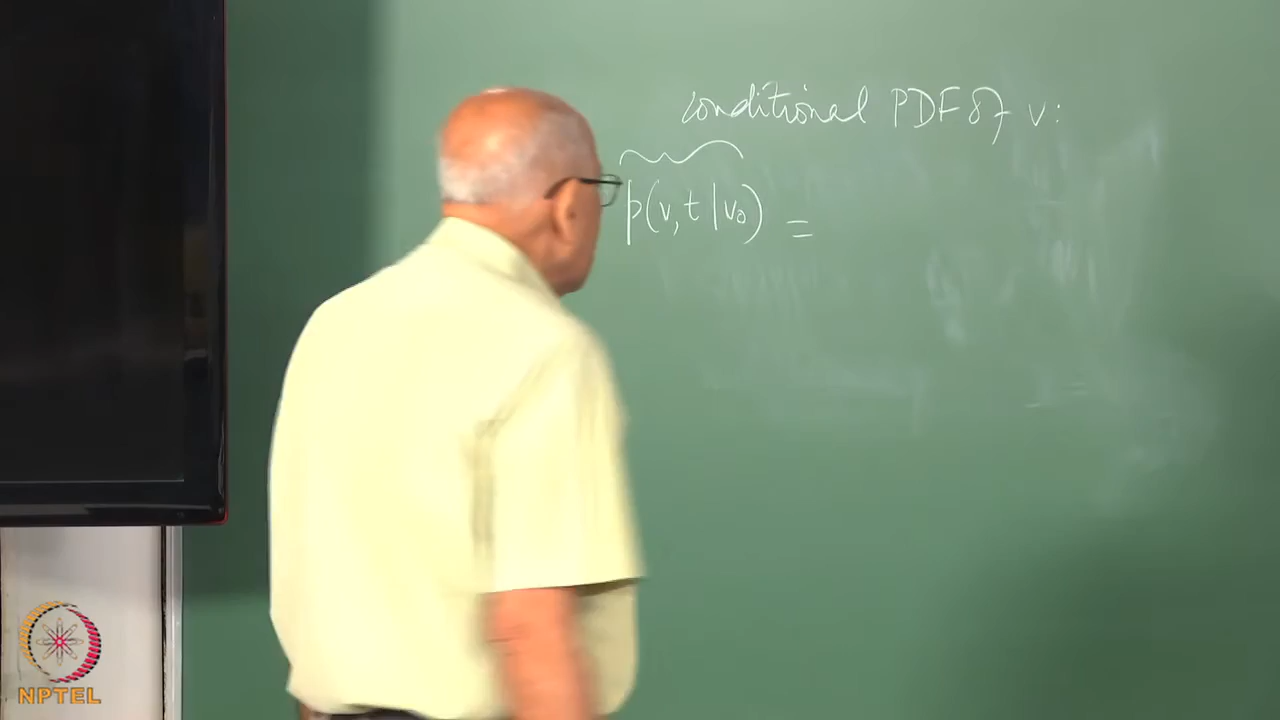 conditional PDF of v:
p(v,t|v₀) =
NPTEL